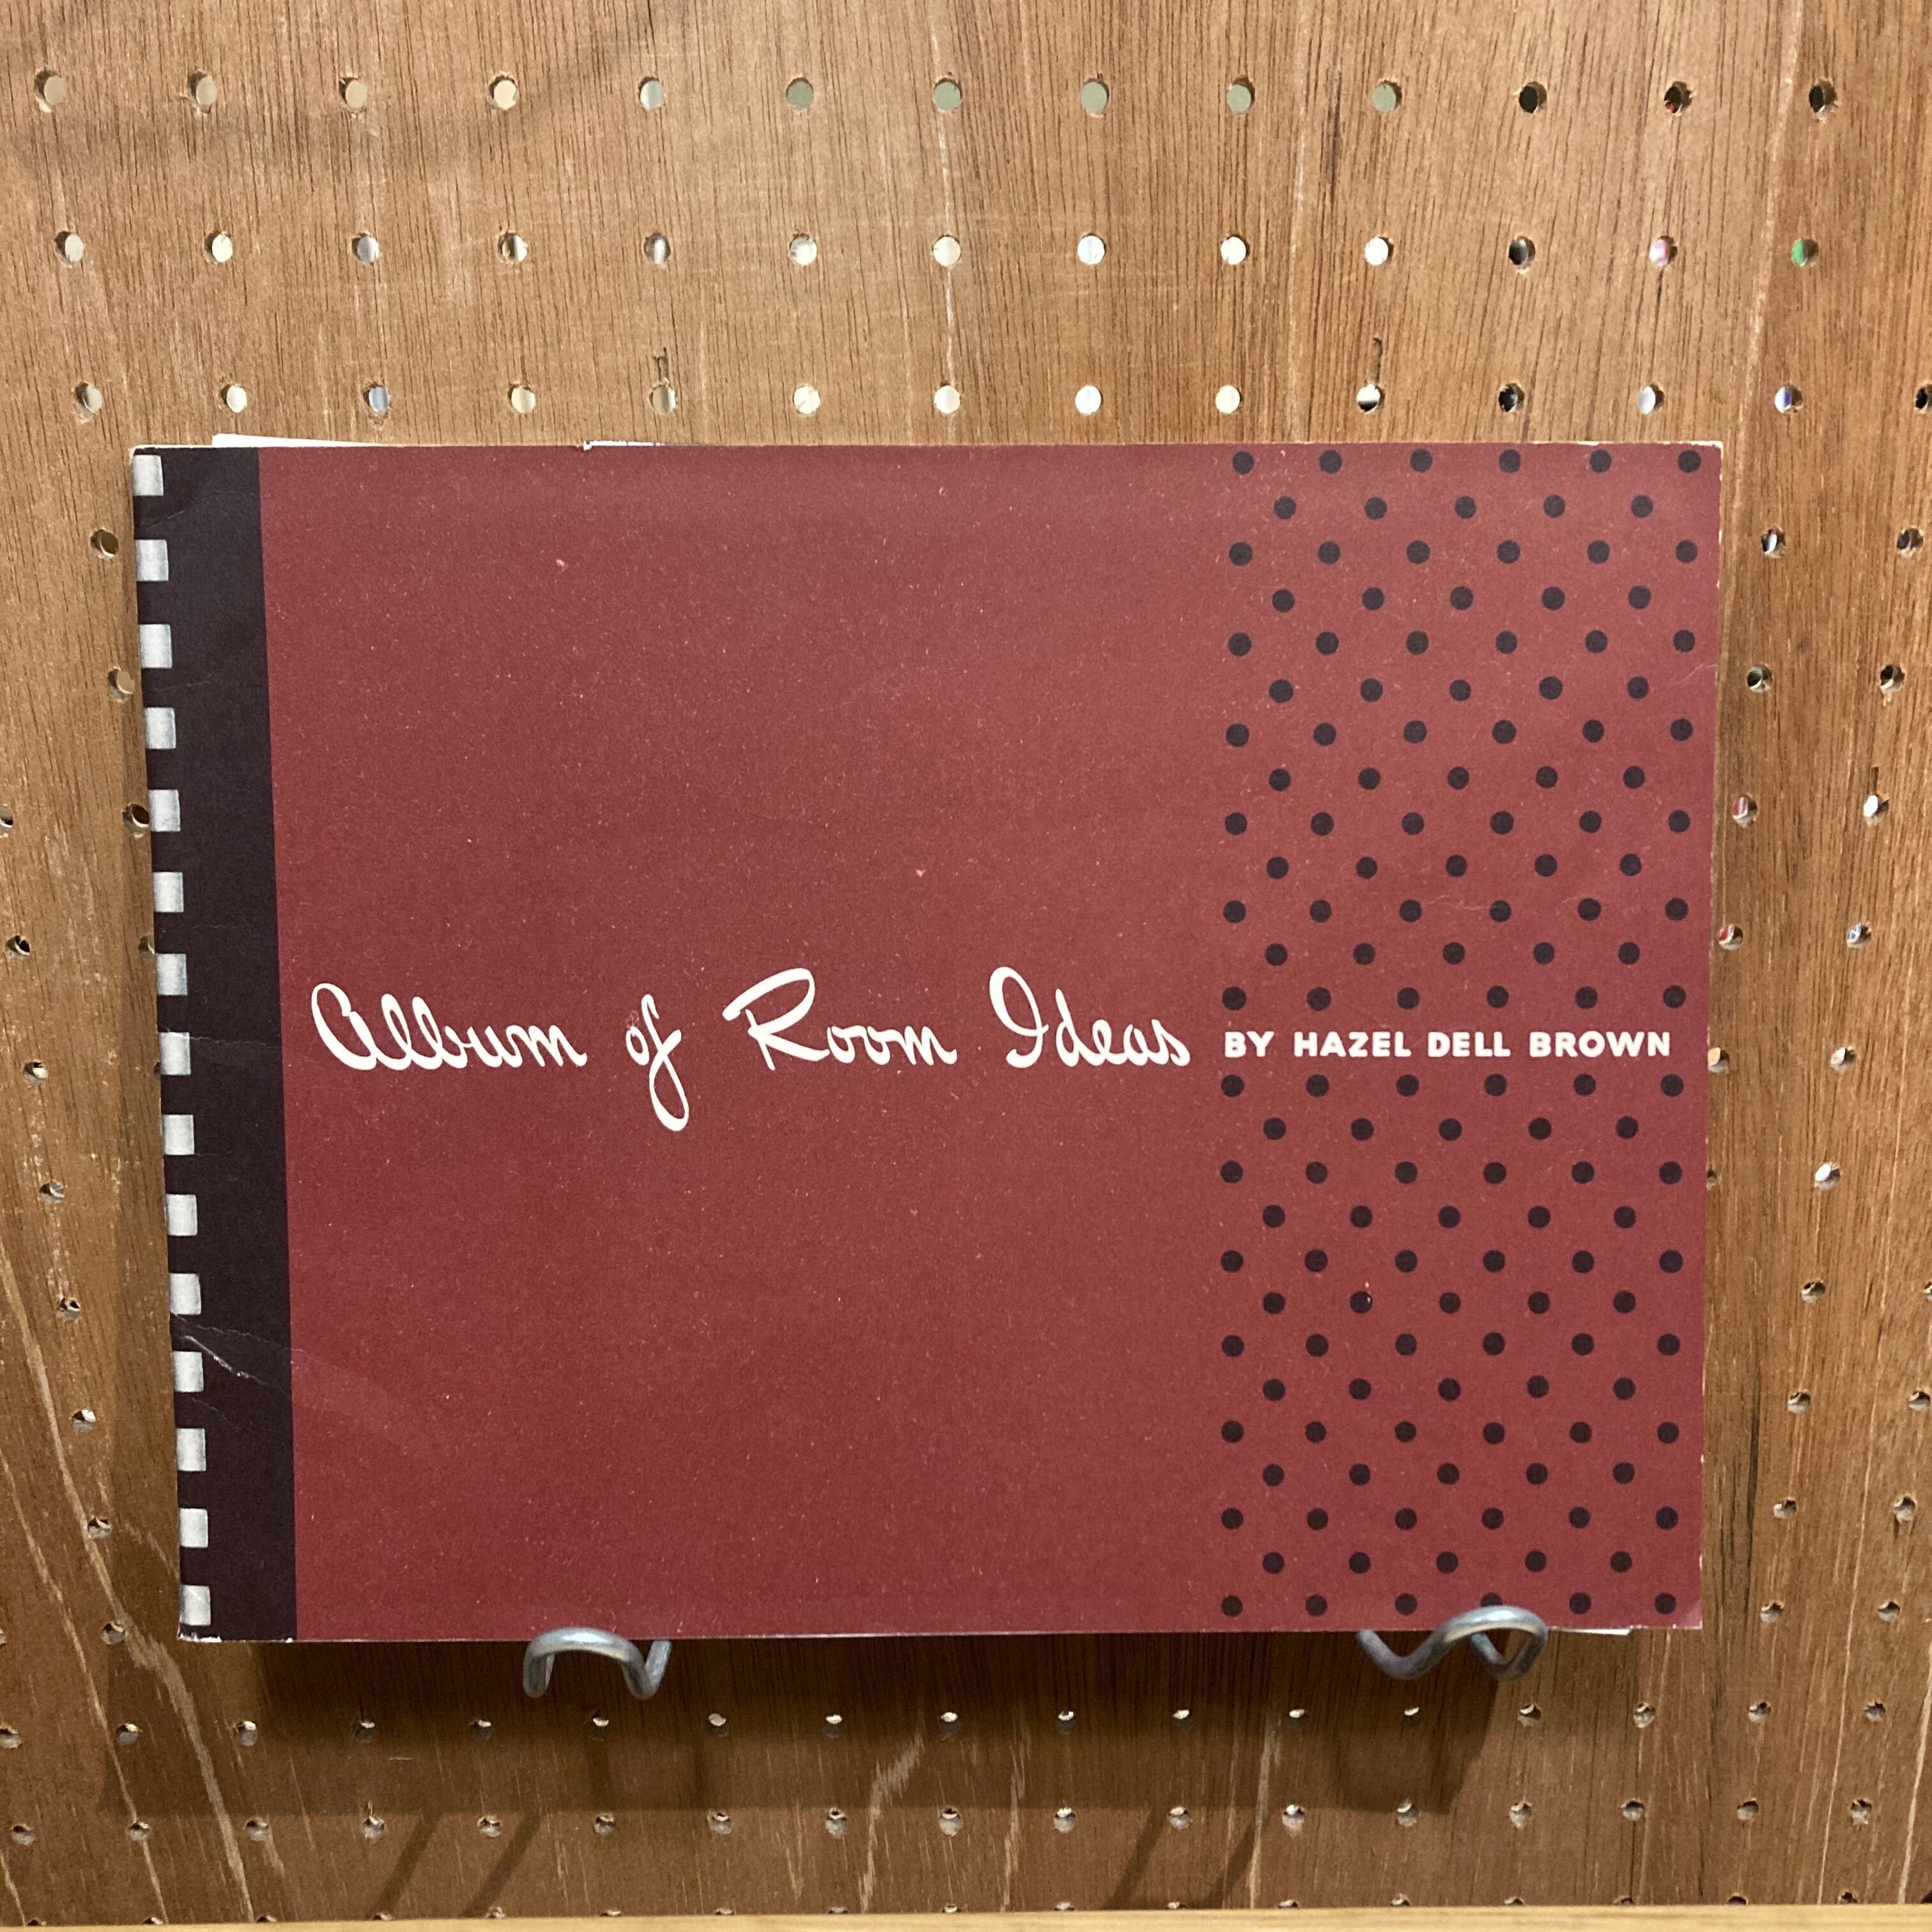 Album of Room Ideas BY HAZEL DELL BROWN